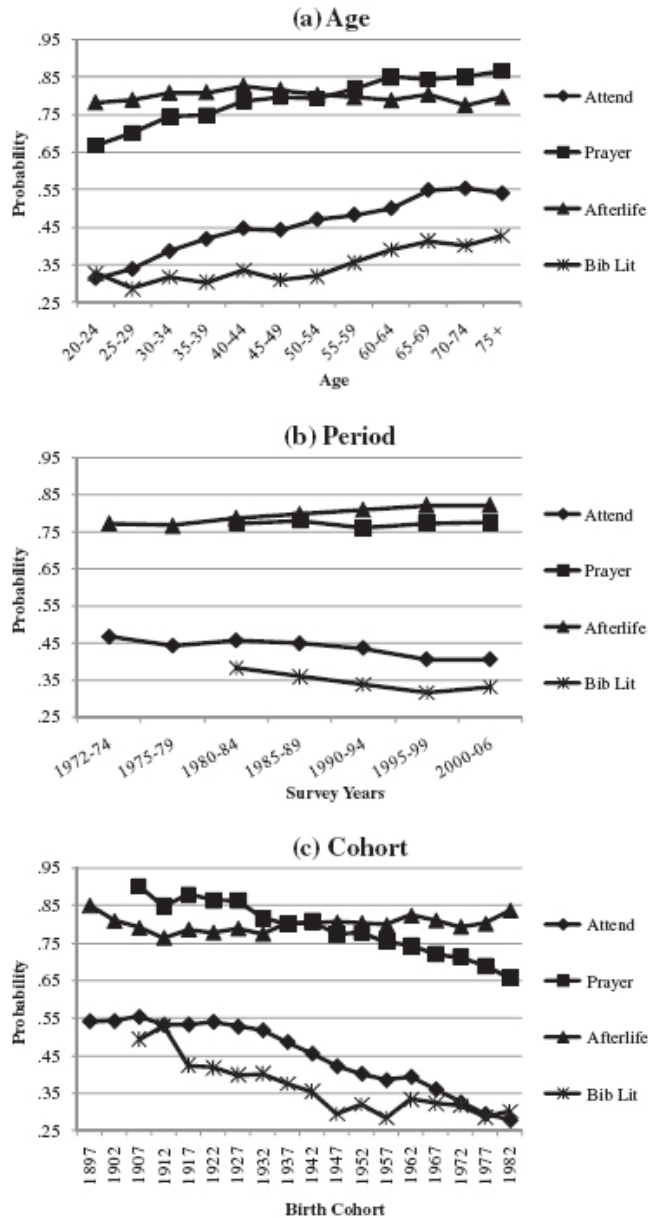 (a) Age
.95
.85
.75
.65
.55
.45
.35
.25
Probability
20-24
25-29
30-34
35-39
40-44
45-49
50-54
55-59
60-64
65-69
70-74
75 +
Age
Attend
Prayer
Afterlife
Bib Lit
(b) Period
.95
.85
.75
.65
.55
.45
.35
.25
Probability
1972-74
1975-79
1980-84
1985-89
1990-94
1995-99
2000-06
Survey Years
Attend
Prayer
Afterlife
Bib Lit
(c) Cohort
.95
.85
.75
.65
.55
.45
.35
.25
Probability
1897
1902
1907
1912
1917
1922
1927
1932
1937
1942
1947
1952
1957
1962
1967
1972
1977
1982
Birth Cohort
Attend
Prayer
Afterlife
Bib Lit